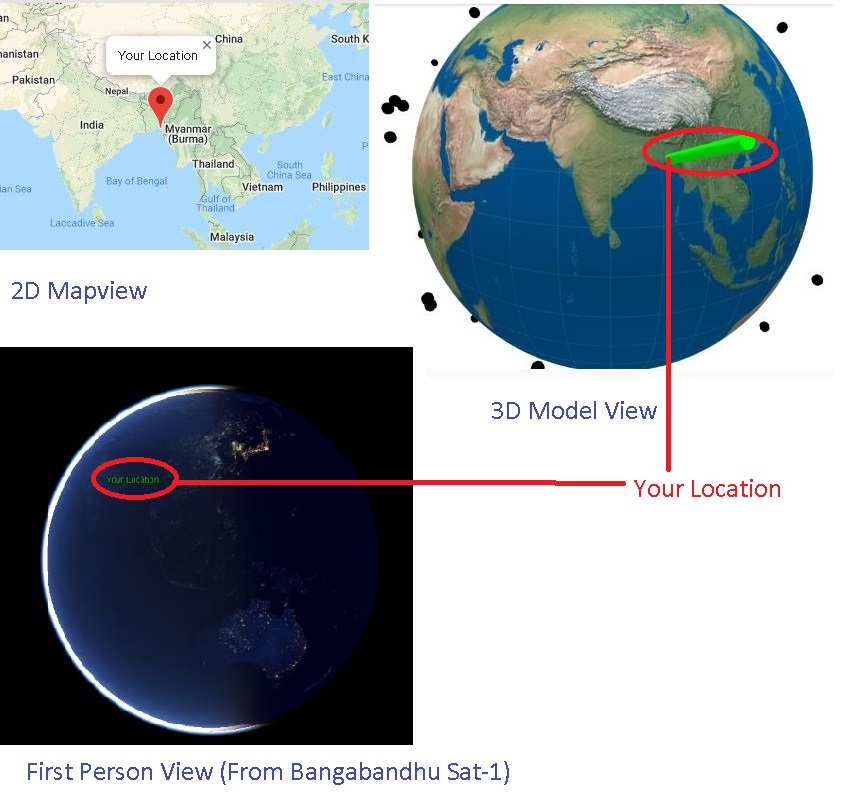 an
China
South K
Your Location
×
hanistan
Pakistan
East China
Nepal
India
Myanmar
(Burma)
Thailand
South
China Sea
P
Bay of Bengal
Vietnam
Philippines
ian Sea
Gulf of
Thailand
Laccadive Sea
Malaysia
2D Mapview
3D Model View
Your Location
Your Location
First Person View (From Bangabandhu Sat-1)